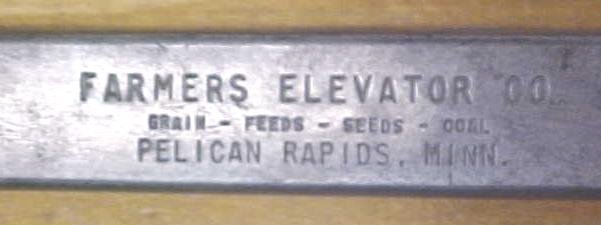 FARMERS ELEVATOR CO.
GRAIN - FEEDS - SEEDS - COAL
PELICAN RAPIDS, MINN.